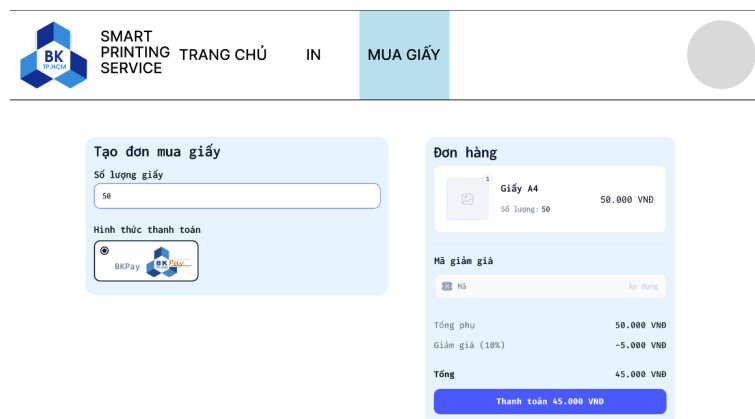 SMART
PRINTING
SERVICE
TRANG CHỦ
IN
MUA GIẤY
BK
TP.HCM
Tạo đơn mua giấy
Số lượng giấy
50
Hình thức thanh toán
BKPay
BK
Pay
Đơn hàng
1
Giấy A4
50.000 VNĐ
Số lượng: 50
Mã giảm giá
Mã
Áp dụng
Tổng phụ
50.000 VNĐ
Giảm giá (10%)
-5.000 VNĐ
Tổng
45.000 VNĐ
Thanh toán 45.000 VNĐ